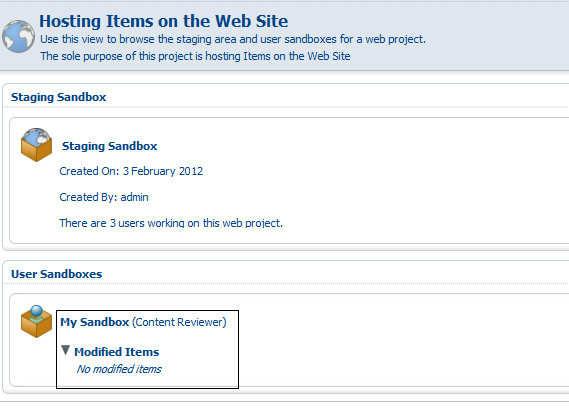 Hosting Items on the Web Site
Use this view to browse the staging area and user sandboxes for a web project.
The sole purpose of this project is hosting Items on the Web Site
Staging Sandbox
Staging Sandbox
Created On: 3 February 2012
Created By: admin
There are 3 users working on this web project.
User Sandboxes
My Sandbox (Content Reviewer)
Modified Items
No modified items